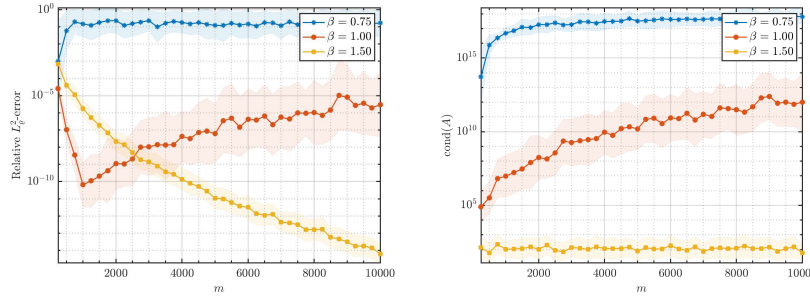 10^0
10^-5
10^-10
Relative L^2_ϱ-error
2000 4000 6000 8000 10000
m
β = 0.75
β = 1.00
β = 1.50
10^15
10^10
10^5
cond(A)
2000 4000 6000 8000 10000
m
β = 0.75
β = 1.00
β = 1.50